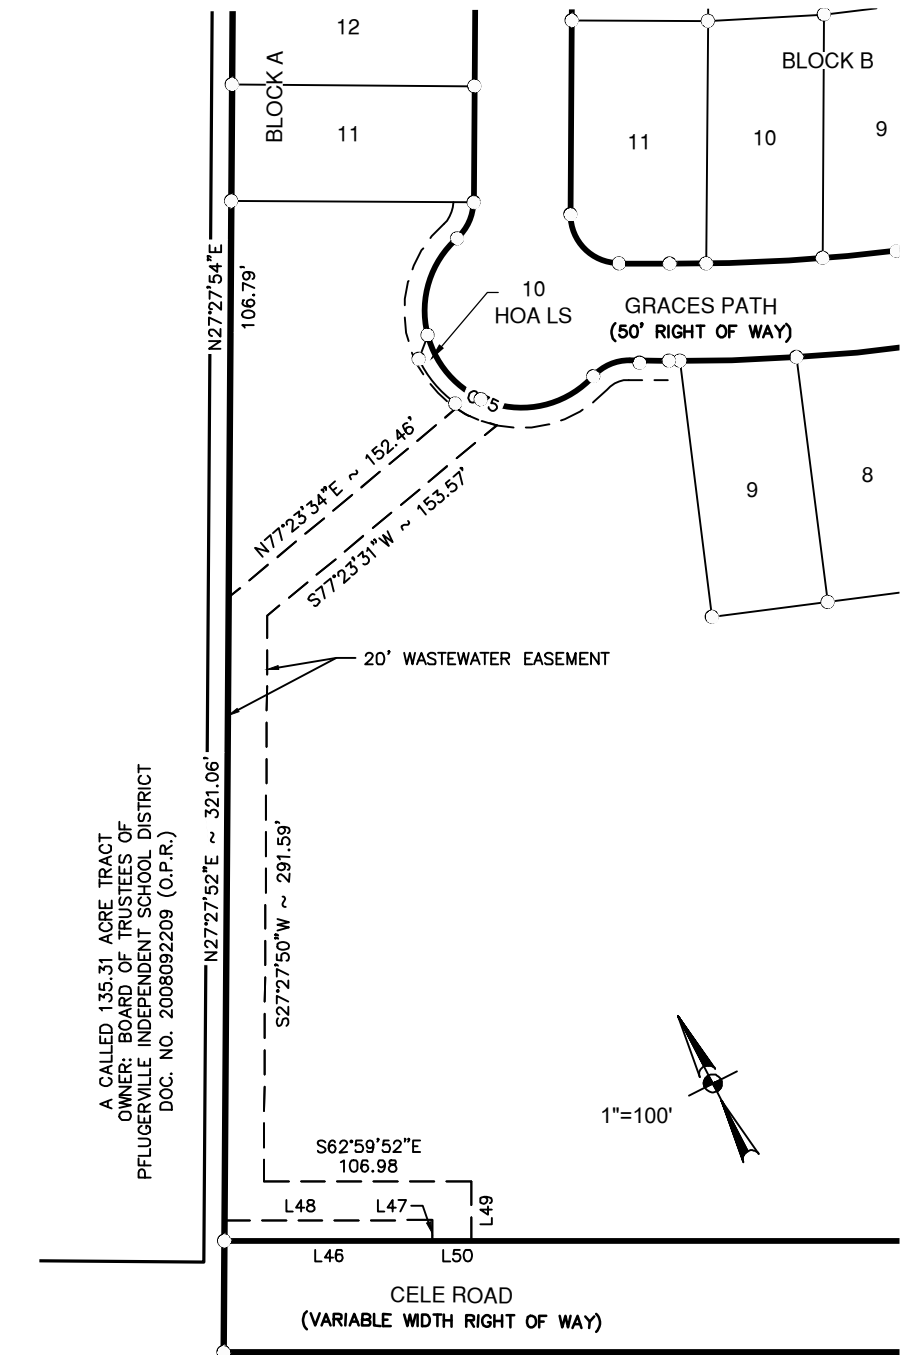 12
BLOCK A
11
BLOCK B
11
10
9
N27°27'54"E
106.79'
10
HOA LS
GRACES PATH
(50' RIGHT OF WAY)
N77°23'34"E ~ 152.46'
S77°23'31"W ~ 153.57'
9
8
20' WASTEWATER EASEMENT
N27°27'52"E ~ 321.06'
S27°27'50"W ~ 291.59'
A CALLED 135.31 ACRE TRACT
OWNER: BOARD OF TRUSTEES OF
PFLUGERVILLE INDEPENDENT SCHOOL DISTRICT
DOC. NO. 2008092209 (O.P.R.)
1"=100'
S62°59'52"E
106.98
L48
L47
L49
L46
L50
CELE ROAD
(VARIABLE WIDTH RIGHT OF WAY)